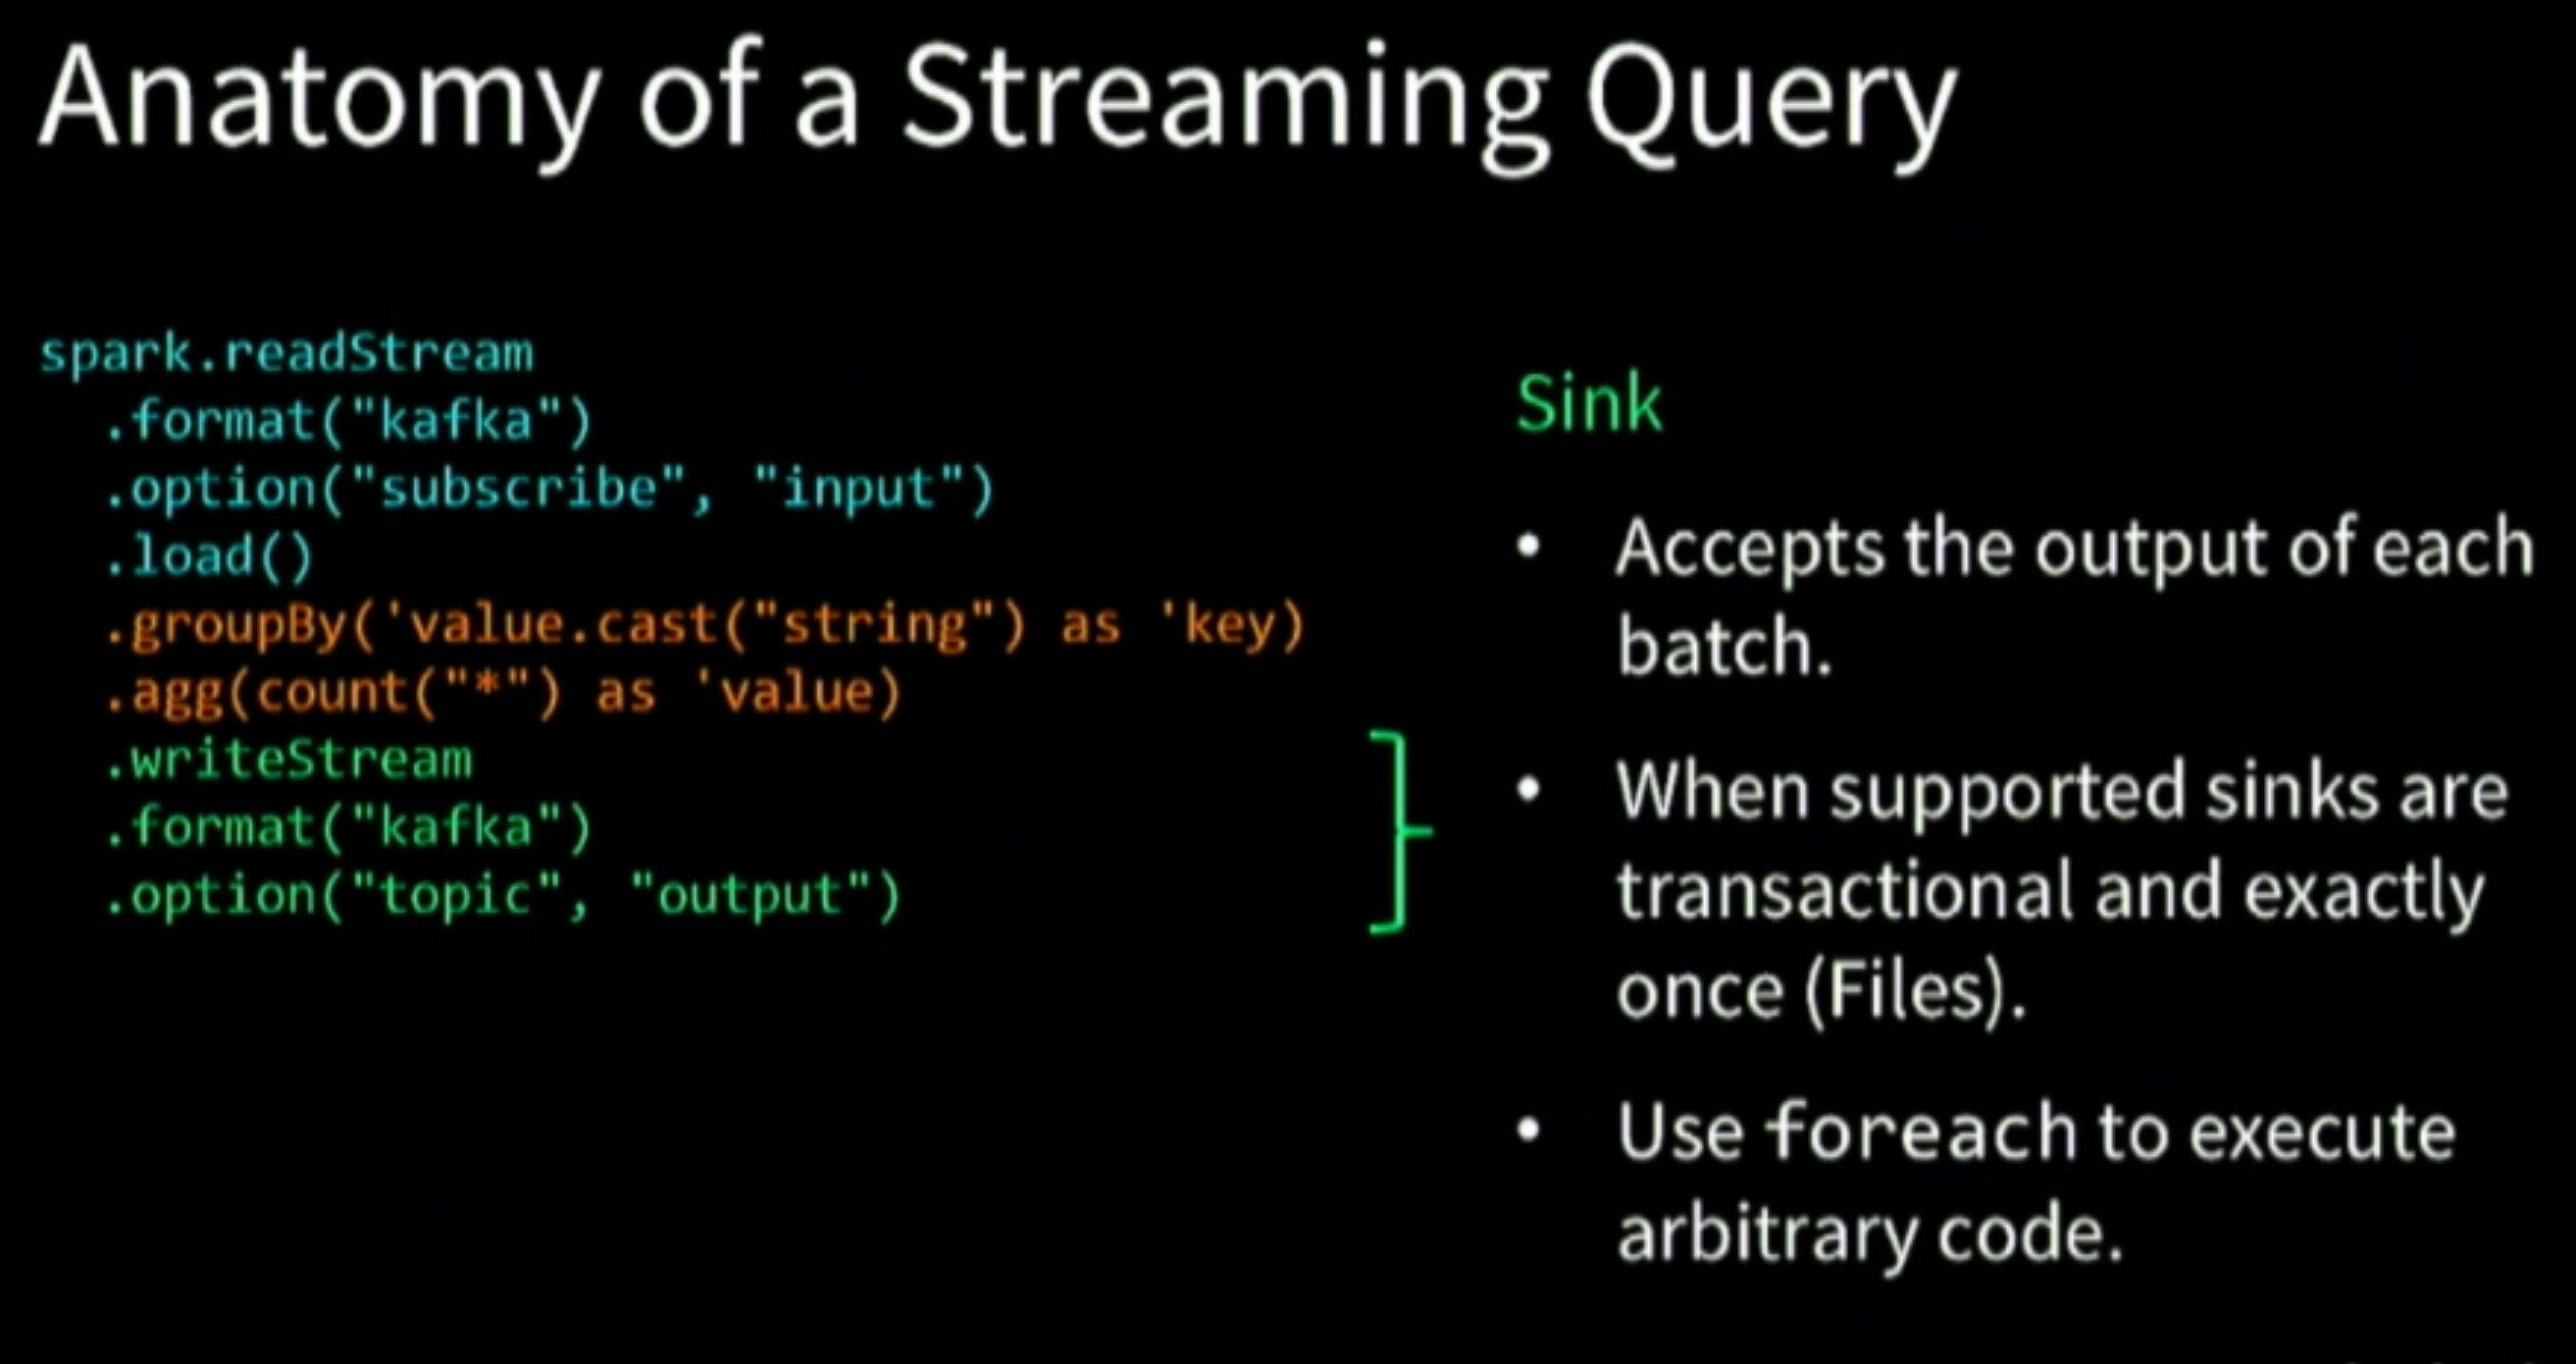 Anatomy of a Streaming Query
spark.readStream
.format("kafka")
.option("subscribe", "input")
.load()
.groupBy('value.cast("string") as 'key)
.agg(count("*") as 'value)
.writeStream
.format("kafka")
.option("topic", "output")
Sink
• Accepts the output of each
batch.
• When supported sinks are
transactional and exactly
once (Files).
• Use foreach to execute
arbitrary code.